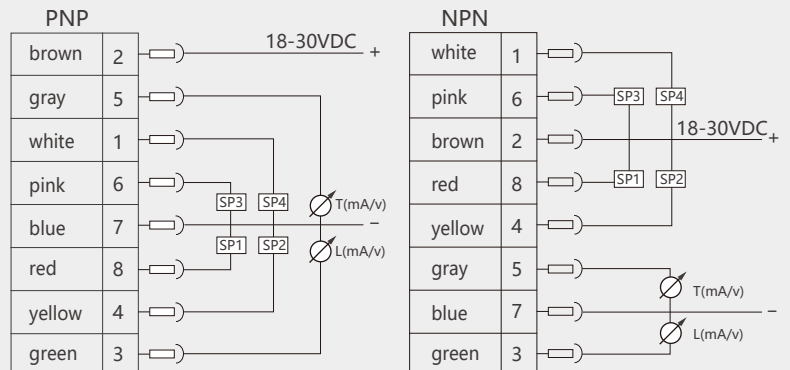 PNP
brown 2 18-30VDC +
gray 5
white 1
pink 6
SP3 SP4 T(mA/v)
blue 7 −
SP1 SP2 L(mA/v)
red 8
yellow 4
green 3
NPN
white 1
pink 6 SP3 SP4
brown 2 18-30VDC +
red 8 SP1 SP2
yellow 4
gray 5
T(mA/v)
blue 7 −
L(mA/v)
green 3